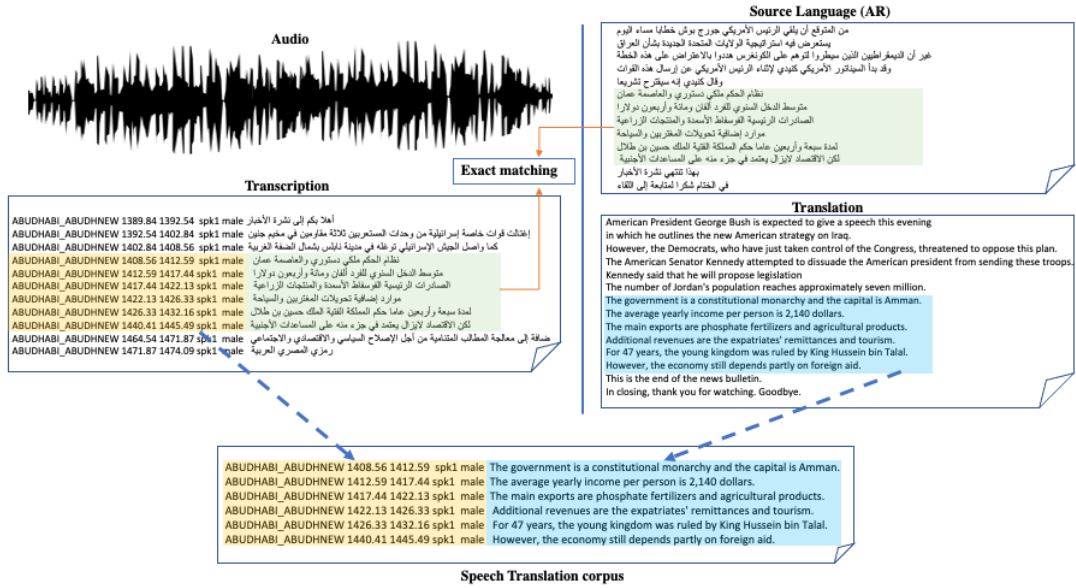 Audio
Transcription
ABUDHABI_ABUDHNEW 1389.84 1392.54 spk1 male أهلا بكم إلى نشرة الأخبار
ABUDHABI_ABUDHNEW 1392.54 1402.84 spk1 male إغتالت قوات خاصة إسرائيلية من وحدات المستعربين ثلاثة مقاومين في مخيم جنين
ABUDHABI_ABUDHNEW 1402.84 1408.56 spk1 male كما واصل الجيش الإسرائيلي توغله في مدينة نابلس بشمال الضفة الغربية
ABUDHABI_ABUDHNEW 1408.56 1412.59 spk1 male نظام الحكم ملكي دستوري والعاصمة عمان
ABUDHABI_ABUDHNEW 1412.59 1417.44 spk1 male متوسط الدخل السنوي للفرد ألفان ومائة وأربعون دولارا
ABUDHABI_ABUDHNEW 1417.44 1422.13 spk1 male الصادرات الرئيسية الفوسفاط الأسمدة والمنتجات الزراعية
ABUDHABI_ABUDHNEW 1422.13 1426.33 spk1 male موارد إضافية تحويلات المغتربين والسياحة
ABUDHABI_ABUDHNEW 1426.33 1432.16 spk1 male لمدة سبعة وأربعين عاما حكم المملكة الفتية الملك حسين بن طلال
ABUDHABI_ABUDHNEW 1440.41 1445.49 spk1 male لكن الاقتصاد لايزال يعتمد في جزء منه على المساعدات الأجنبية
ABUDHABI_ABUDHNEW 1464.54 1471.87 spk1 male ضافة إلى معالجة المطالب المتنامية من أجل الإصلاح السياسي والاقتصادي والاجتماعي
ABUDHABI_ABUDHNEW 1471.87 1474.09 spk1 male رمزي المصري العربية
Exact matching
Source Language (AR)
من المتوقع أن يلقي الرئيس الأمريكي جورج بوش خطابا مساء اليوم
يستعرض فيه استراتيجية الولايات المتحدة الجديدة بشأن العراق
غير أن الديمقراطيين الذين سيطروا لتوهم على الكونغرس هددوا بالاعتراض على هذه الخطة
وقد بدأ السيناتور الأمريكي كنيدي لإثناء الرئيس الأمريكي عن إرسال هذه القوات
وقال كنيدي إنه سيقترح تشريعا
نظام الحكم ملكي دستوري والعاصمة عمان
متوسط الدخل السنوي للفرد ألفان ومائة وأربعون دولارا
الصادرات الرئيسية الفوسفاط الأسمدة والمنتجات الزراعية
موارد إضافية تحويلات المغتربين والسياحة
لمدة سبعة وأربعين عاما حكم المملكة الفتية الملك حسين بن طلال
لكن الاقتصاد لايزال يعتمد في جزء منه على المساعدات الأجنبية
بهذا تنتهي نشرة الأخبار
في الختام شكرا لمتابعة إلى اللقاء
Translation
American President George Bush is expected to give a speech this evening
in which he outlines the new American strategy on Iraq.
However, the Democrats, who have just taken control of the Congress, threatened to oppose this plan.
The American Senator Kennedy attempted to dissuade the American president from sending these troops.
Kennedy said that he will propose legislation
The number of Jordan's population reaches approximately seven million.
The government is a constitutional monarchy and the capital is Amman.
The average yearly income per person is 2,140 dollars.
The main exports are phosphate fertilizers and agricultural products.
Additional revenues are the expatriates' remittances and tourism.
For 47 years, the young kingdom was ruled by King Hussein bin Talal.
However, the economy still depends partly on foreign aid.
This is the end of the news bulletin.
In closing, thank you for watching. Goodbye.
ABUDHABI_ABUDHNEW 1408.56 1412.59 spk1 male The government is a constitutional monarchy and the capital is Amman.
ABUDHABI_ABUDHNEW 1412.59 1417.44 spk1 male The average yearly income per person is 2,140 dollars.
ABUDHABI_ABUDHNEW 1417.44 1422.13 spk1 male The main exports are phosphate fertilizers and agricultural products.
ABUDHABI_ABUDHNEW 1422.13 1426.33 spk1 male Additional revenues are the expatriates' remittances and tourism.
ABUDHABI_ABUDHNEW 1426.33 1432.16 spk1 male For 47 years, the young kingdom was ruled by King Hussein bin Talal.
ABUDHABI_ABUDHNEW 1440.41 1445.49 spk1 male However, the economy still depends partly on foreign aid.
Speech Translation corpus